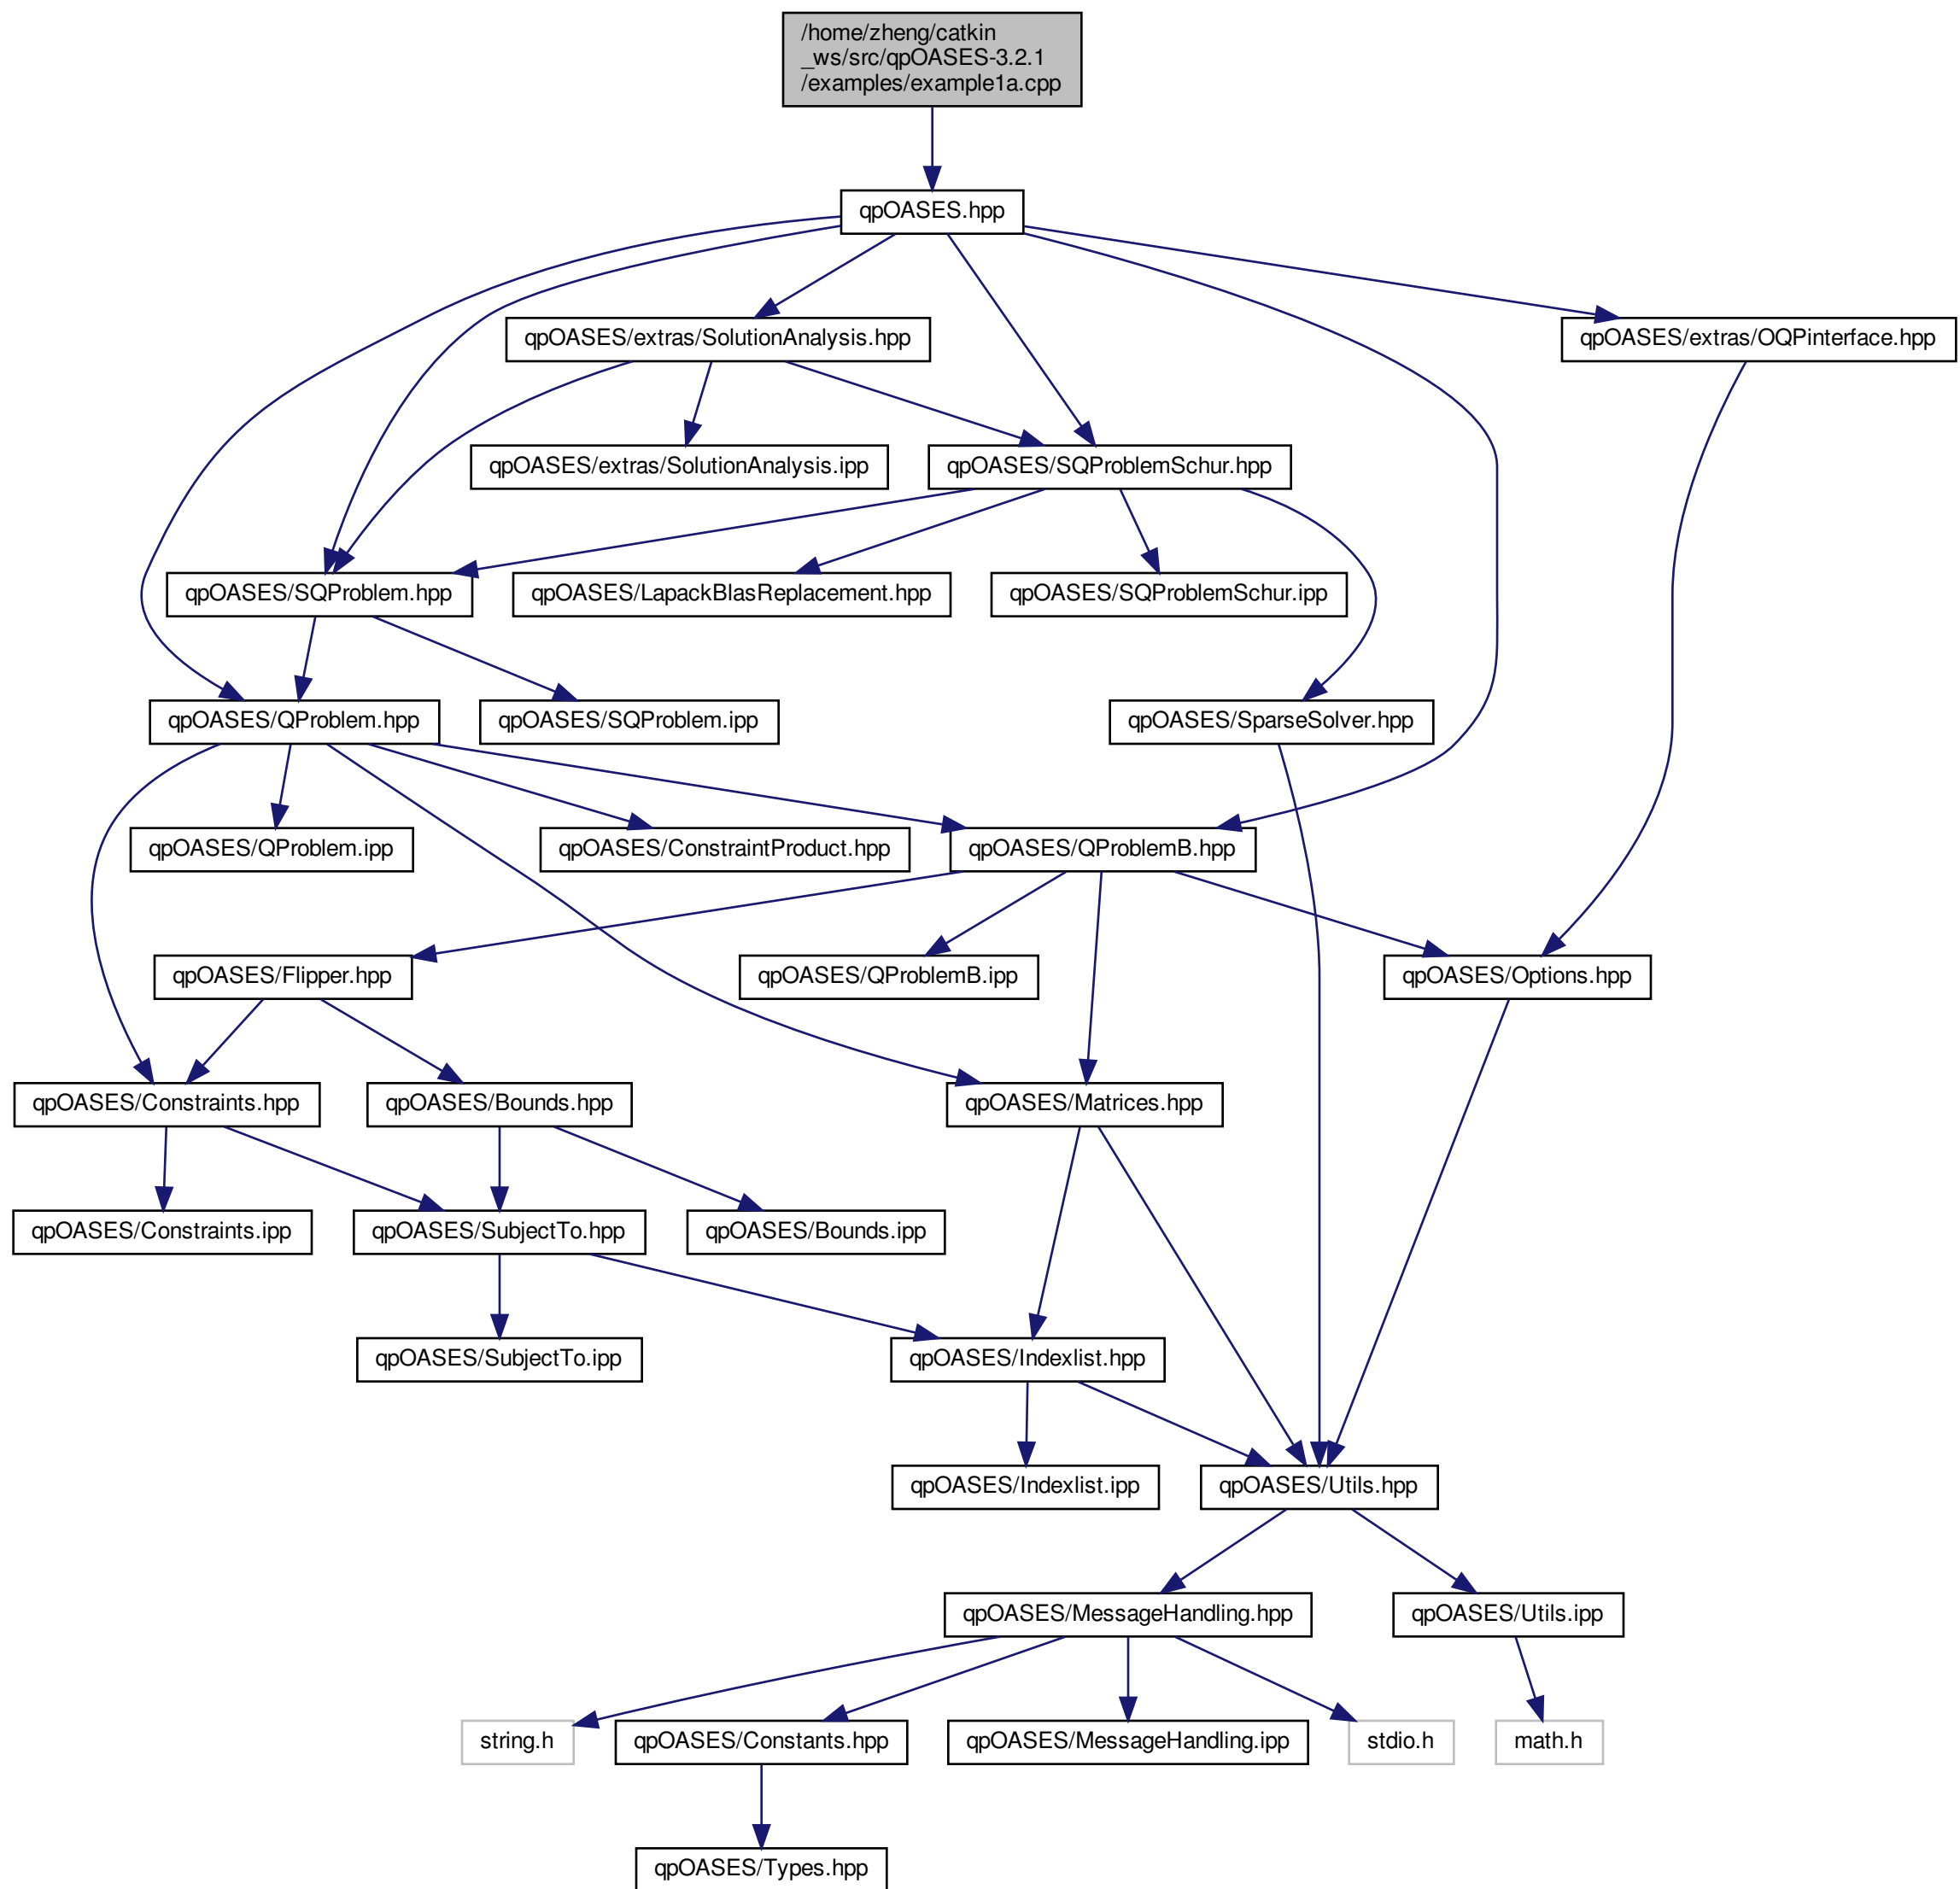 /home/zheng/catkin
_ws/src/qpOASES-3.2.1
/examples/example1a.cpp
qpOASES.hpp
qpOASES/extras/SolutionAnalysis.hpp
qpOASES/extras/OQPinterface.hpp
qpOASES/extras/SolutionAnalysis.ipp
qpOASES/SQProblemSchur.hpp
qpOASES/SQProblem.hpp
qpOASES/LapackBlasReplacement.hpp
qpOASES/SQProblemSchur.ipp
qpOASES/QProblem.hpp
qpOASES/SQProblem.ipp
qpOASES/SparseSolver.hpp
qpOASES/QProblem.ipp
qpOASES/ConstraintProduct.hpp
qpOASES/QProblemB.hpp
qpOASES/Flipper.hpp
qpOASES/QProblemB.ipp
qpOASES/Options.hpp
qpOASES/Constraints.hpp
qpOASES/Bounds.hpp
qpOASES/Matrices.hpp
qpOASES/Constraints.ipp
qpOASES/SubjectTo.hpp
qpOASES/Bounds.ipp
qpOASES/SubjectTo.ipp
qpOASES/Indexlist.hpp
qpOASES/Indexlist.ipp
qpOASES/Utils.hpp
qpOASES/MessageHandling.hpp
qpOASES/Utils.ipp
string.h
qpOASES/Constants.hpp
qpOASES/MessageHandling.ipp
stdio.h
math.h
qpOASES/Types.hpp